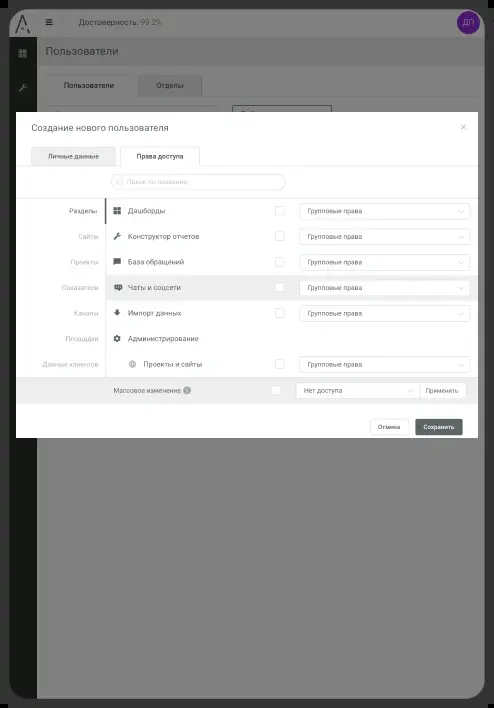 Достоверность: 99.2%
ДП
Пользователи
Пользователи
Отделы
Создание нового пользователя
Личные данные
Права доступа
Поиск по названию
Разделы
Дашборды
Групповые права
Сайты
Конструктор отчетов
Групповые права
Проекты
База обращений
Групповые права
Показатели
Чаты и соцсети
Групповые права
Каналы
Импорт данных
Групповые права
Площадки
Администрирование
Данные клиентов
Проекты и сайты
Групповые права
Массовое изменение
Нет доступа
Применить
Отмена
Сохранить